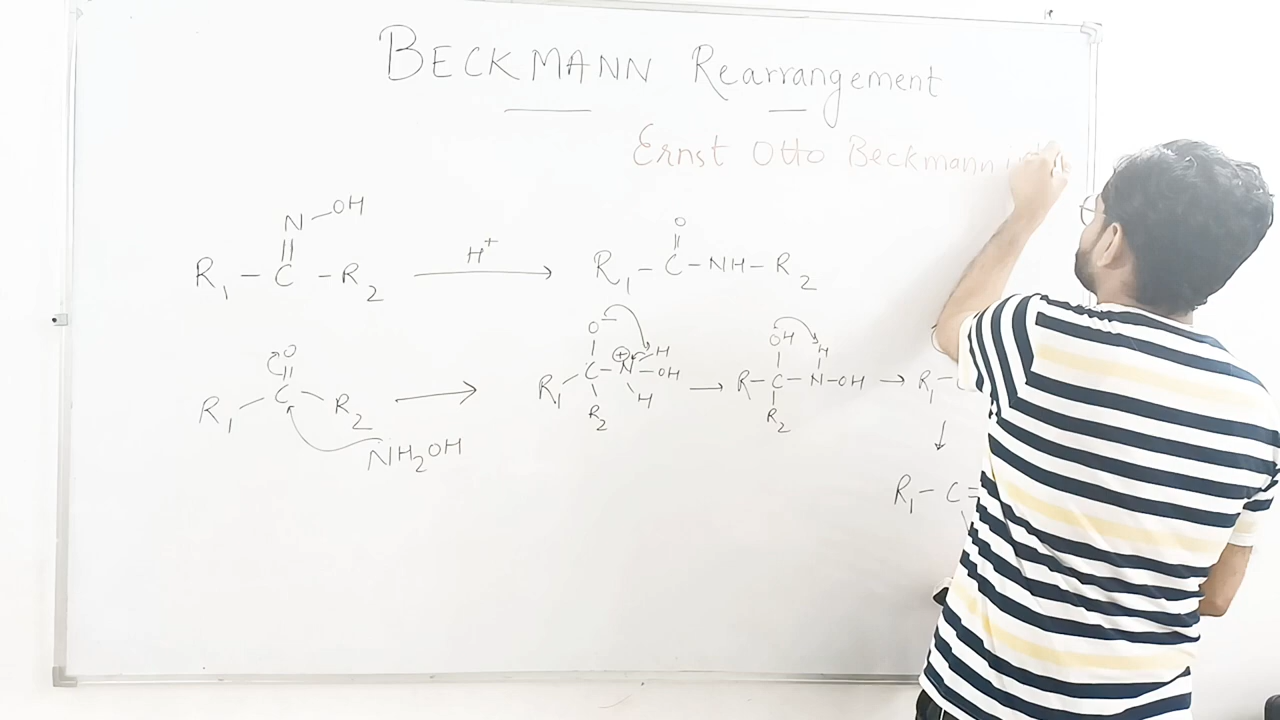 BECKMANN Rearrangement
Ernst Otto Beckmann
N-OH
||
R1 - C - R2
H+
O
||
R1 - C - NH - R2
O
||
R1 - C - R2
NH2OH
O-
R1 - C - N⊕ - OH
H
H
R2
OH
H
R - C - N - OH
R2
R1 - C
R1 - C =